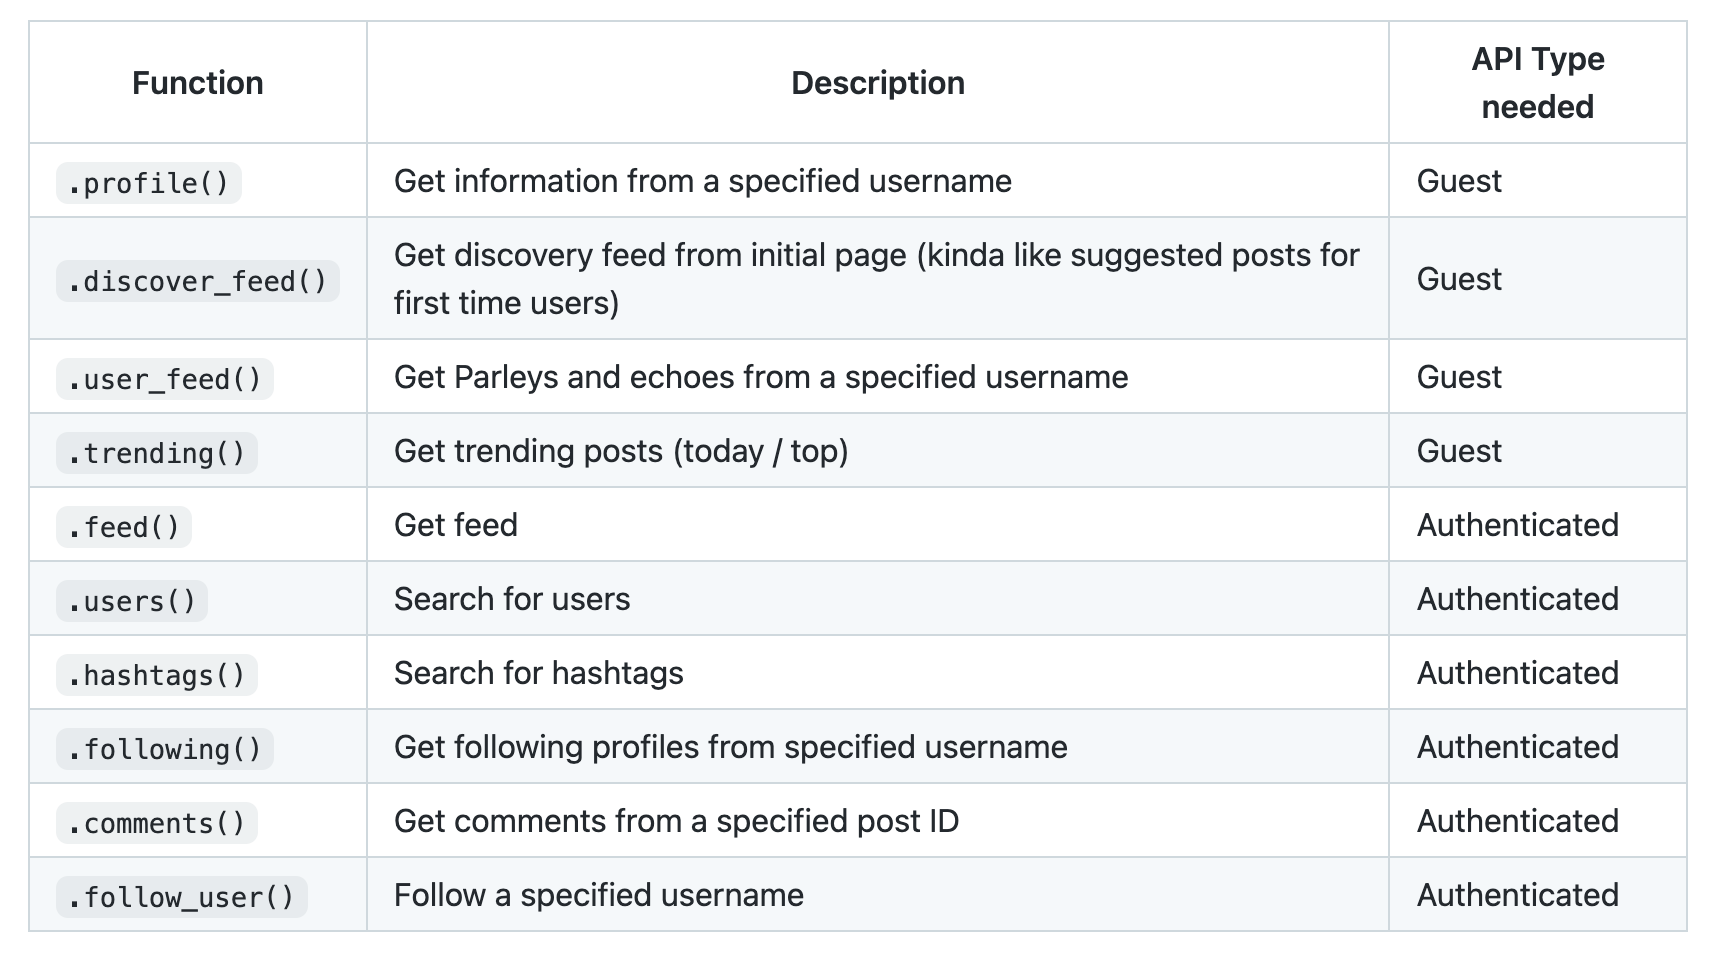 Function Description API Type
needed
.profile() Get information from a specified username Guest
.discover_feed() Get discovery feed from initial page (kinda like suggested posts for
first time users) Guest
.user_feed() Get Parleys and echoes from a specified username Guest
.trending() Get trending posts (today / top) Guest
.feed() Get feed Authenticated
.users() Search for users Authenticated
.hashtags() Search for hashtags Authenticated
.following() Get following profiles from specified username Authenticated
.comments() Get comments from a specified post ID Authenticated
.follow_user() Follow a specified username Authenticated